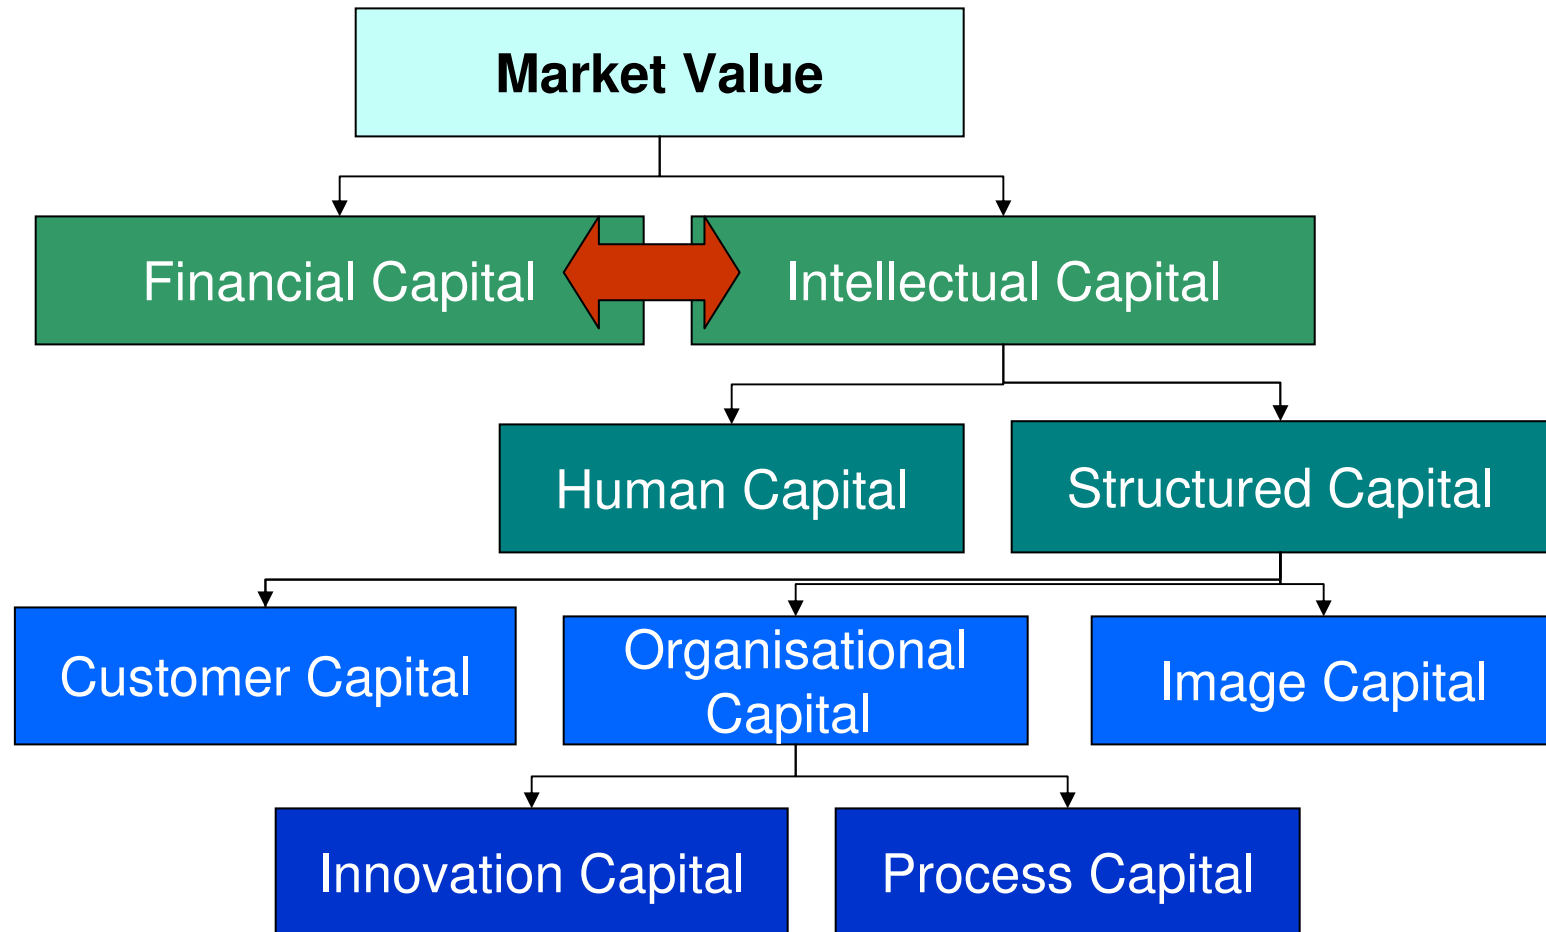 Market Value
Financial Capital
Intellectual Capital
Human Capital
Structured Capital
Customer Capital
Organisational
Capital
Image Capital
Innovation Capital
Process Capital